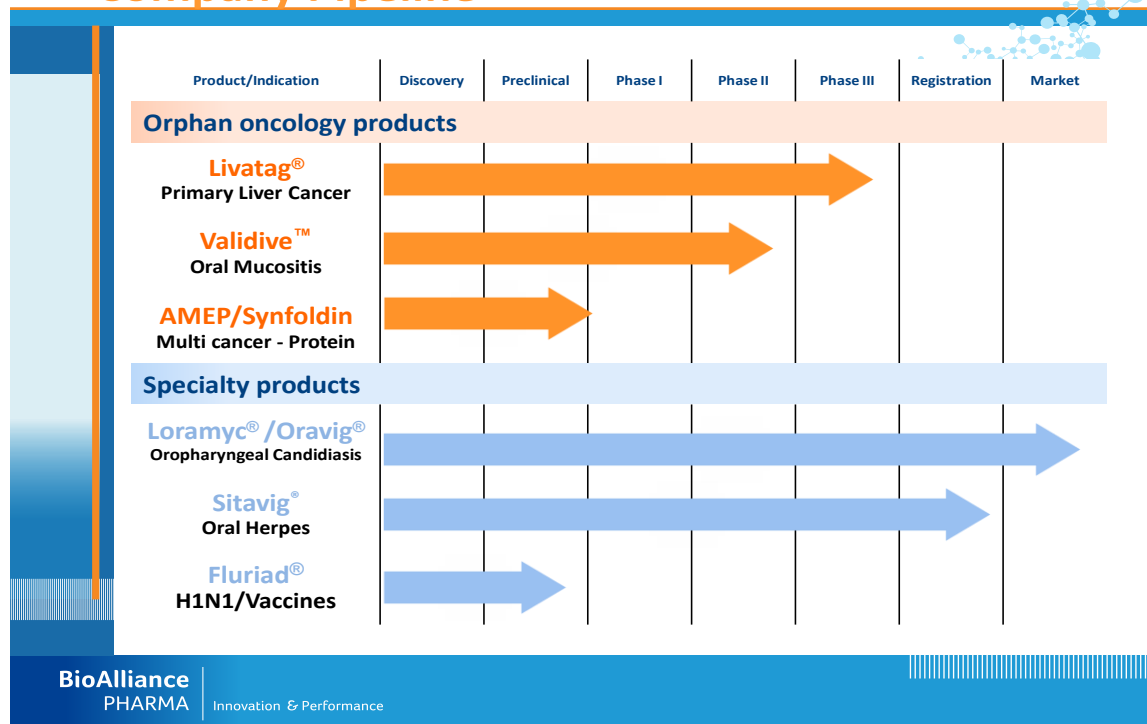 Company Pipeline
Product/Indication Discovery Preclinical Phase I Phase II Phase III Registration Market
Orphan oncology products
Livatag®
Primary Liver Cancer
Validive™
Oral Mucositis
AMEP/Synfoldin
Multi cancer - Protein
Specialty products
Loramyc® /Oravig®
Oropharyngeal Candidiasis
Sitavig®
Oral Herpes
Fluriad®
H1N1/Vaccines
BioAlliance
PHARMA
Innovation & Performance